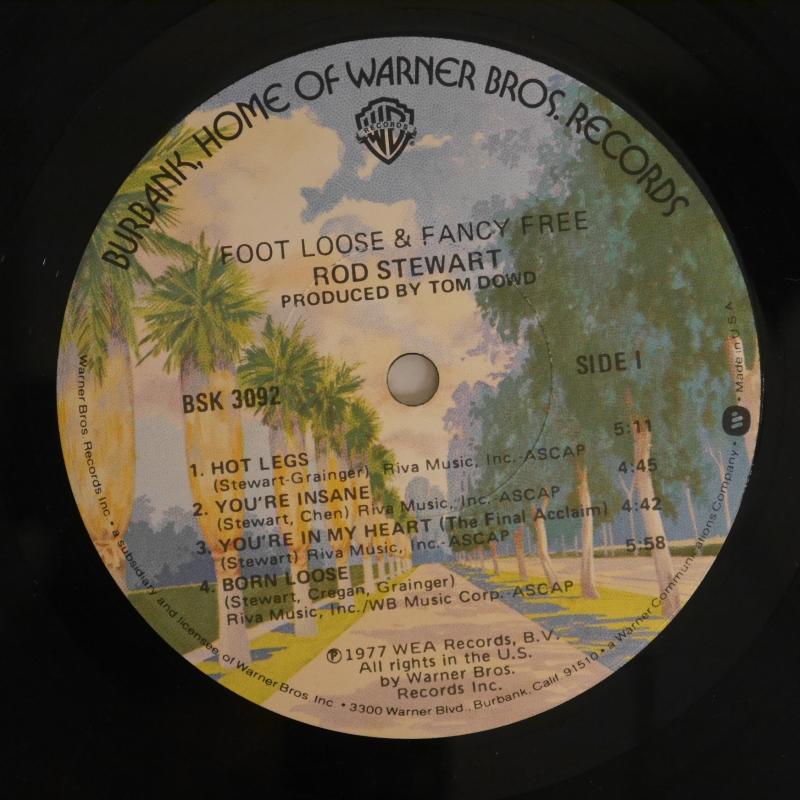 BURBANK, HOME OF WARNER BROS. RECORDS
WB
RECORDS
FOOT LOOSE & FANCY FREE
ROD STEWART
PRODUCED BY TOM DOWD
BSK 3092
SIDE I
1. HOT LEGS 5:11
(Stewart-Grainger) Riva Music, Inc.-ASCAP
2. YOU'RE INSANE 4:45
(Stewart, Chen) Riva Music, Inc.-ASCAP
3. YOU'RE IN MY HEART (The Final Acclaim) 4:42
(Stewart) Riva Music, Inc.-ASCAP
4. BORN LOOSE 5:58
(Stewart, Cregan, Grainger)
Riva Music, Inc./WB Music Corp.-ASCAP
℗1977 WEA Records, B.V.
All rights in the U.S.
by Warner Bros.
Records Inc.
Warner Bros. Records Inc. • a subsidiary and licensee of Warner Bros. Inc. • 3300 Warner Blvd., Burbank, Calif. 91510 • a Warner Communications Company • W • Made in U S A